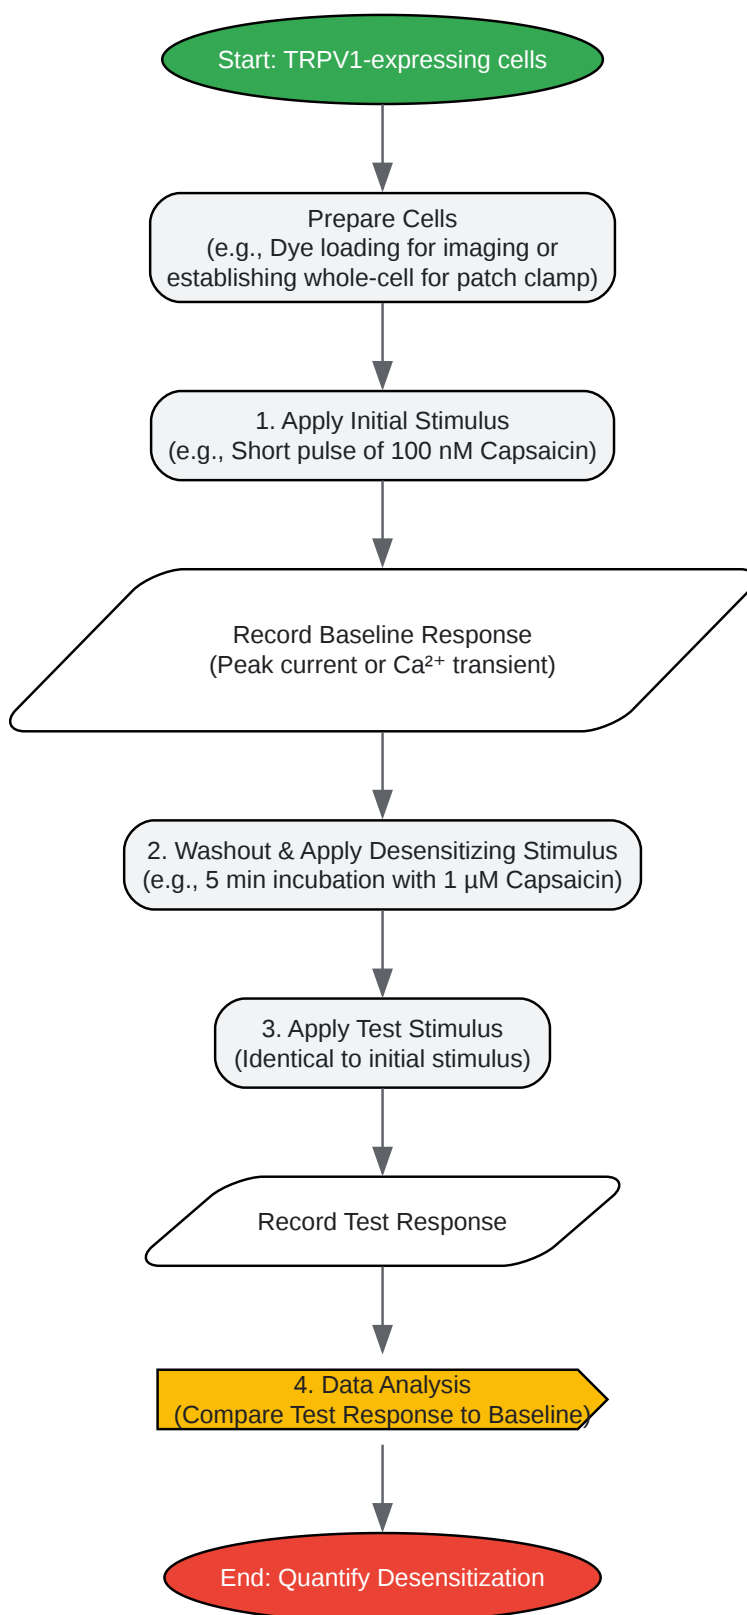 Start: TRPV1-expressing cells
Prepare Cells
(e.g., Dye loading for imaging or
establishing whole-cell for patch clamp)
1. Apply Initial Stimulus
(e.g., Short pulse of 100 nM Capsaicin)
Record Baseline Response
(Peak current or Ca²⁺ transient)
2. Washout & Apply Desensitizing Stimulus
(e.g., 5 min incubation with 1 µM Capsaicin)
3. Apply Test Stimulus
(Identical to initial stimulus)
Record Test Response
4. Data Analysis
(Compare Test Response to Baseline)
End: Quantify Desensitization